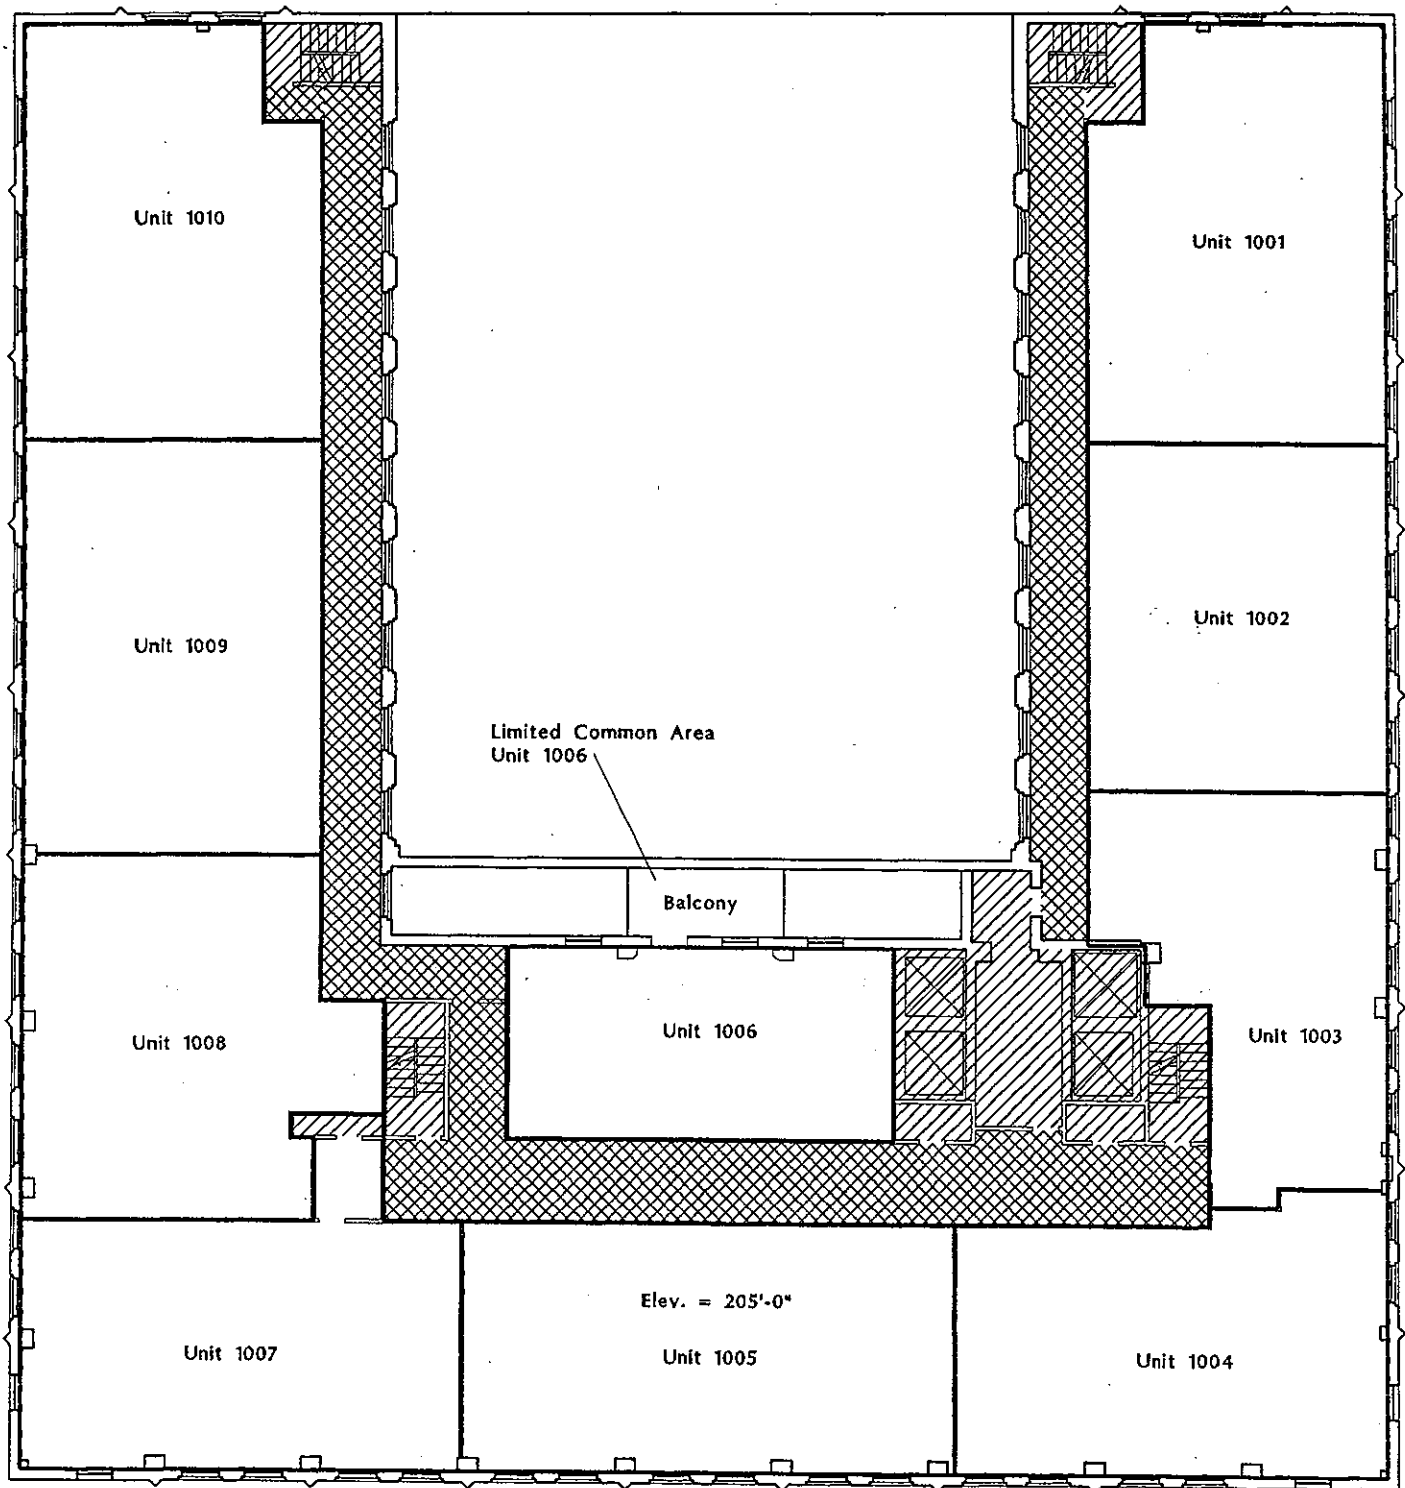 Unit 1010
Unit 1001
Unit 1002
Unit 1009
Limited Common Area
Unit 1006
Balcony
Unit 1006
Unit 1003
Unit 1008
Elev. = 205'-0"
Unit 1007
Unit 1005
Unit 1004